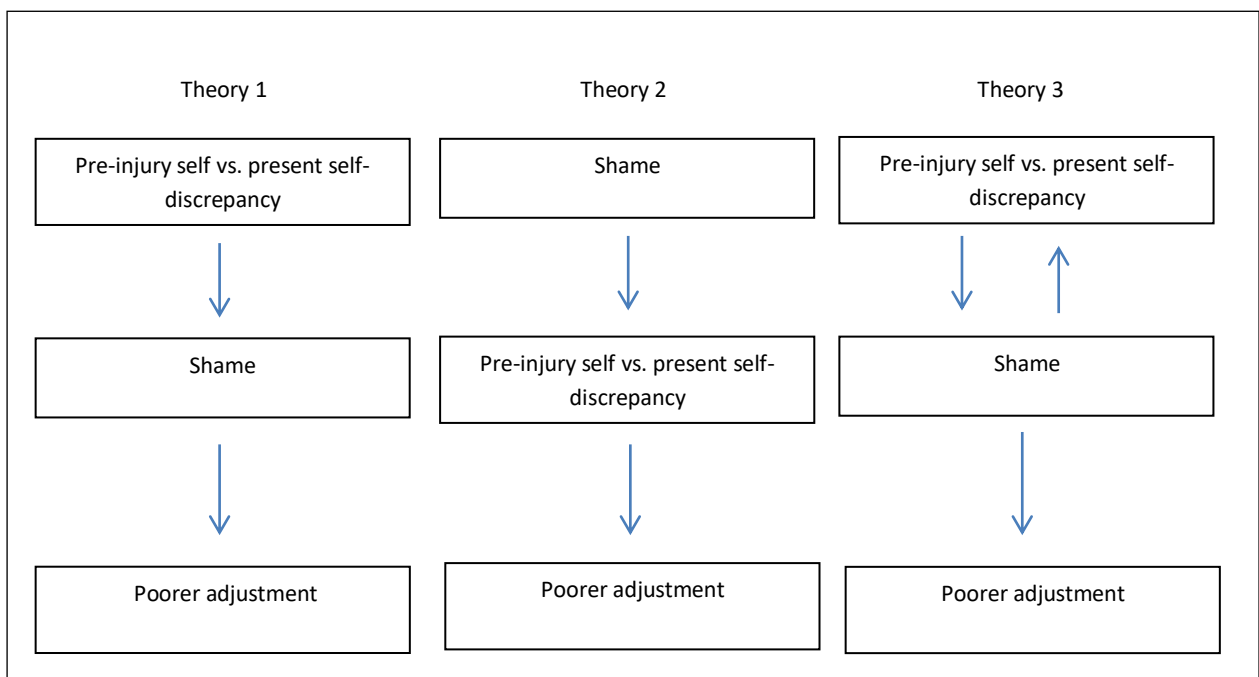 Theory 1
Theory 2
Theory 3
Pre-injury self vs. present self-
discrepancy
Shame
Pre-injury self vs. present self-
discrepancy
Shame
Pre-injury self vs. present self-
discrepancy
Shame
Poorer adjustment
Poorer adjustment
Poorer adjustment